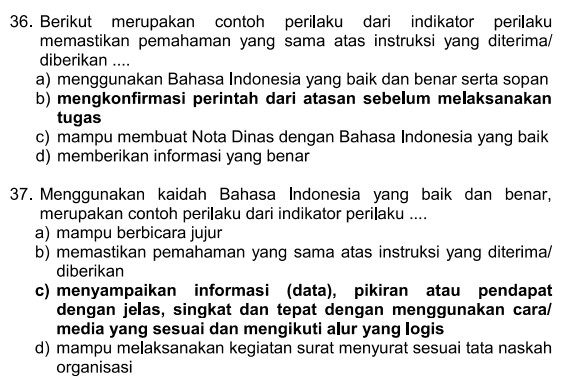 36. Berikut merupakan contoh perilaku dari indikator perilaku
memastikan pemahaman yang sama atas instruksi yang diterima/
diberikan ....
a) menggunakan Bahasa Indonesia yang baik dan benar serta sopan
b) mengkonfirmasi perintah dari atasan sebelum melaksanakan
tugas
c) mampu membuat Nota Dinas dengan Bahasa Indonesia yang baik
d) memberikan informasi yang benar
37. Menggunakan kaidah Bahasa Indonesia yang baik dan benar,
merupakan contoh perilaku dari indikator perilaku ....
a) mampu berbicara jujur
b) memastikan pemahaman yang sama atas instruksi yang diterima/
diberikan
c) menyampaikan informasi (data), pikiran atau pendapat
dengan jelas, singkat dan tepat dengan menggunakan cara/
media yang sesuai dan mengikuti alur yang logis
d) mampu melaksanakan kegiatan surat menyurat sesuai tata naskah
organisasi